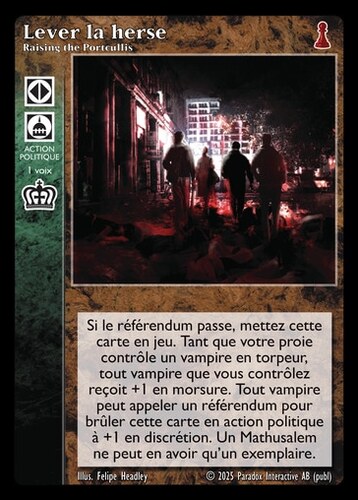 Lever la herse
Raising the Portcullis
ACTION
POLITIQUE
1 voix
Si le référendum passe, mettez cette
carte en jeu. Tant que votre proie
contrôle un vampire en torpeur,
tout vampire que vous contrôlez
reçoit +1 en morsure. Tout vampire
peut appeler un référendum pour
brûler cette carte en action politique
à +1 en discrétion. Un Mathusalem
ne peut en avoir qu'un exemplaire.
Illus. Felipe Headley © 2025 Paradox Interactive AB (publ)